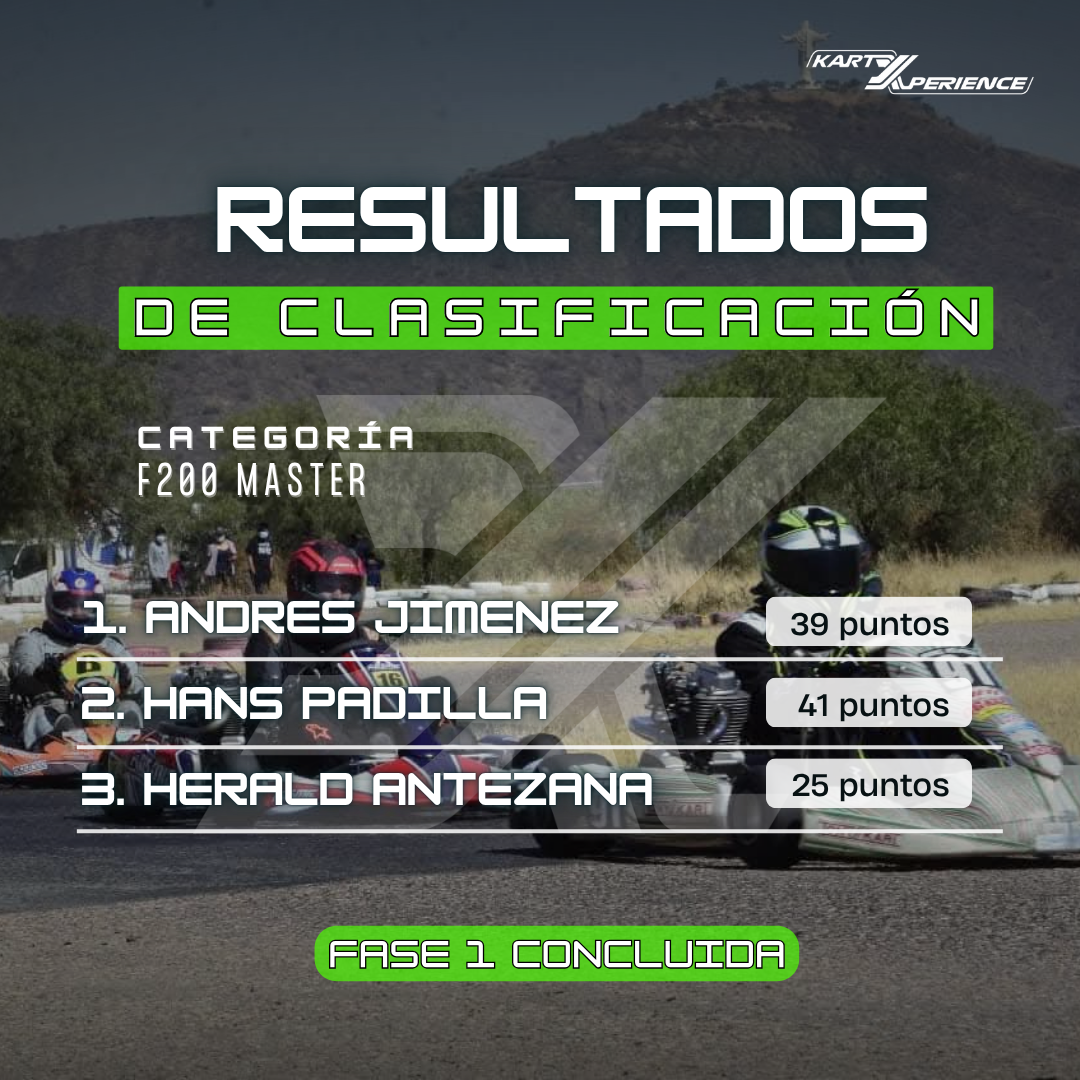 KART XPERIENCE
RESULTADOS
DE CLASIFICACIÓN
CATEGORÍA
F200 MASTER
1. ANDRES JIMENEZ 39 puntos
2. HANS PADILLA 41 puntos
3. HERALD ANTEZANA 25 puntos
16
FASE 1 CONCLUIDA